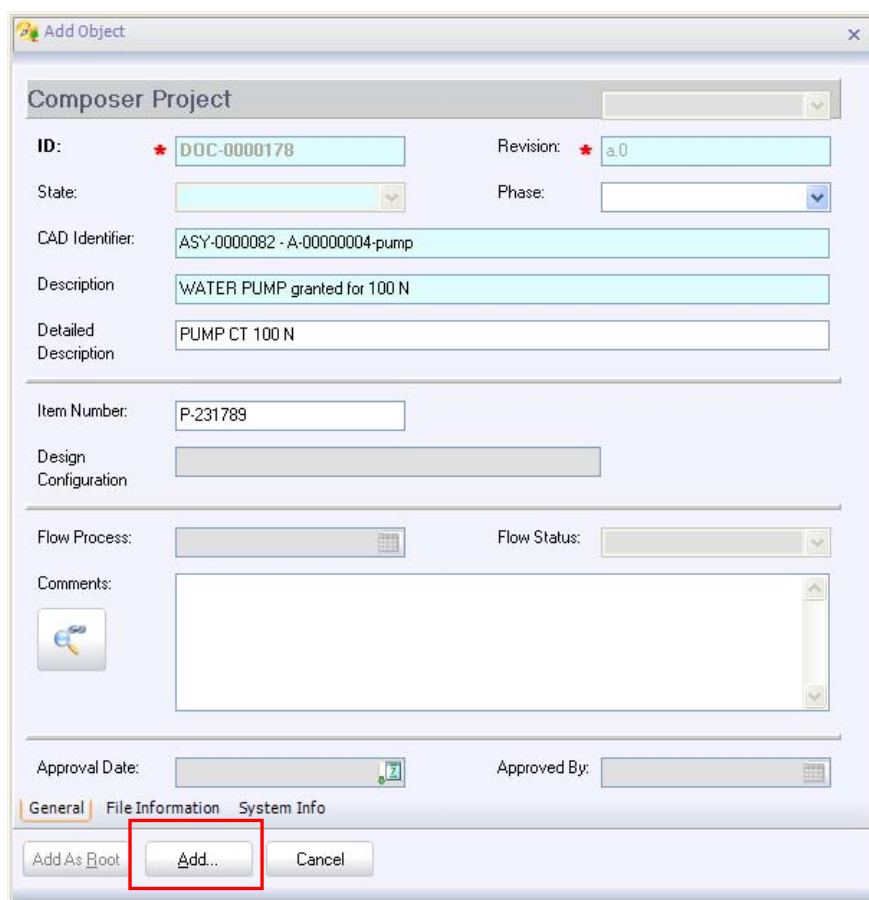 Add Object
Composer Project
ID: * DOC-0000178 Revision: * a.0
State: Phase:
CAD Identifier: ASY-0000082 - A-00000004-pump
Description WATER PUMP granted for 100 N
Detailed
Description PUMP CT 100 N
Item Number: P-231789
Design
Configuration
Flow Process: Flow Status:
Comments:
Approval Date: Approved By:
General File Information System Info
Add As Root Add... Cancel